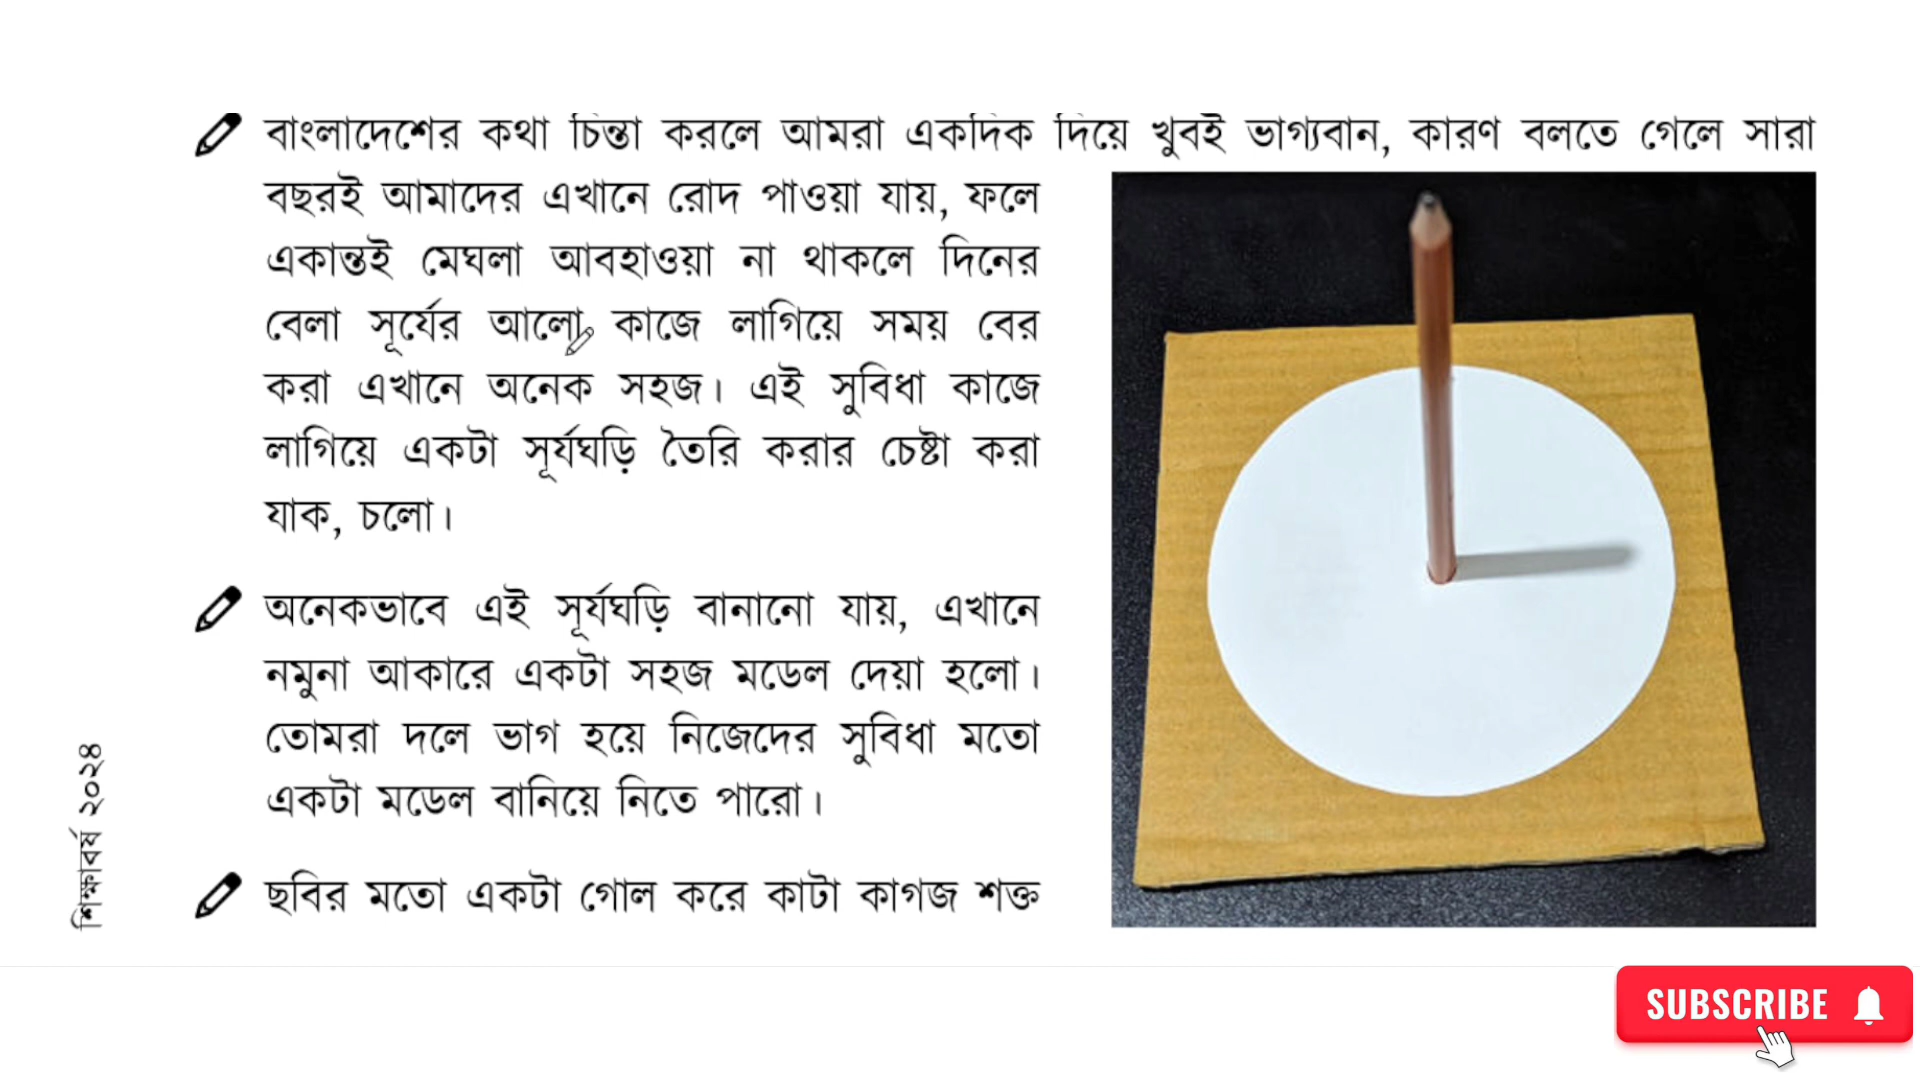 বাংলাদেশের কথা চিন্তা করলে আমরা একদিক দিয়ে খুবই ভাগ্যবান, কারণ বলতে গেলে সারা
বছরই আমাদের এখানে রোদ পাওয়া যায়, ফলে
একান্তই মেঘলা আবহাওয়া না থাকলে দিনের
বেলা সূর্যের আলো কাজে লাগিয়ে সময় বের
করা এখানে অনেক সহজ। এই সুবিধা কাজে
লাগিয়ে একটা সূর্যঘড়ি তৈরি করার চেষ্টা করা
যাক, চলো।
অনেকভাবে এই সূর্যঘড়ি বানানো যায়, এখানে
নমুনা আকারে একটা সহজ মডেল দেয়া হলো।
তোমরা দলে ভাগ হয়ে নিজেদের সুবিধা মতো
একটা মডেল বানিয়ে নিতে পারো।
ছবির মতো একটা গোল করে কাটা কাগজ শক্ত
শিক্ষাবর্ষ ২০২৪
SUBSCRIBE